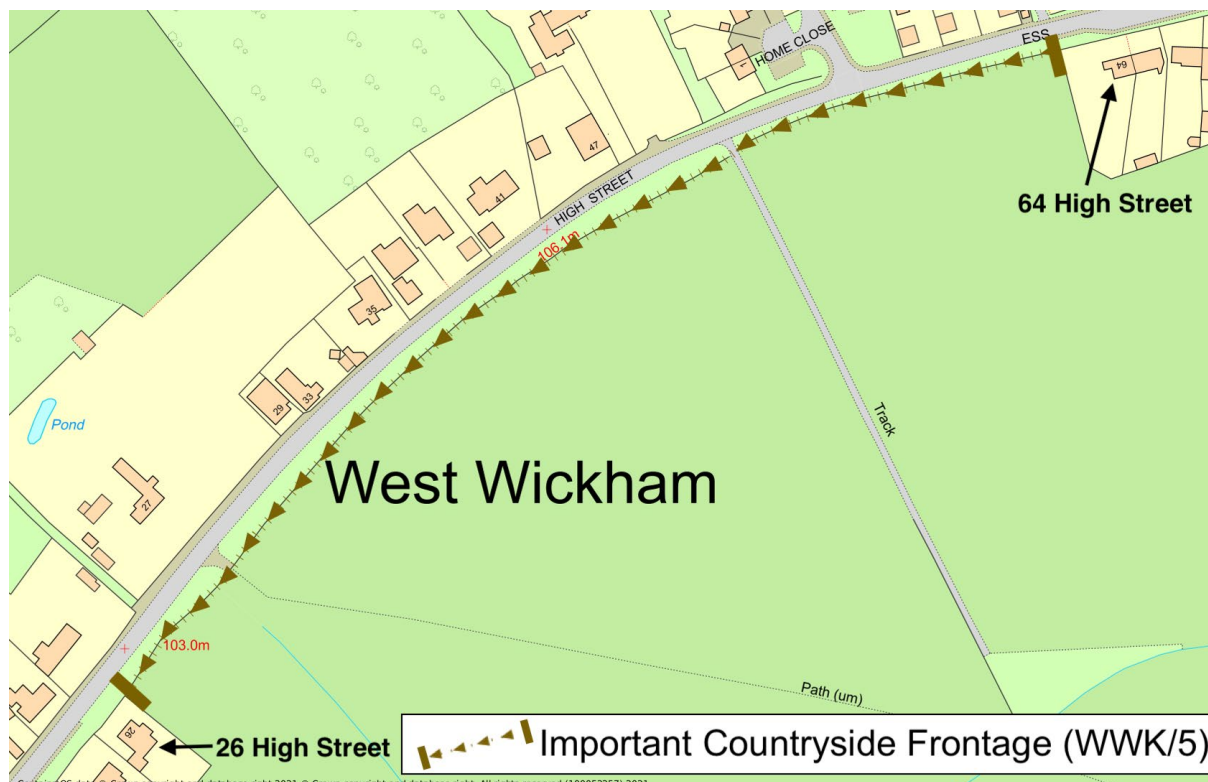 HOME CLOSE
1
ESS
64
64 High Street
47
HIGH STREET
41
106.1m
35
33
29
Pond
Track
West Wickham
27
103.0m
Path (um)
26
26 High Street
Important Countryside Frontage (WWK/5)